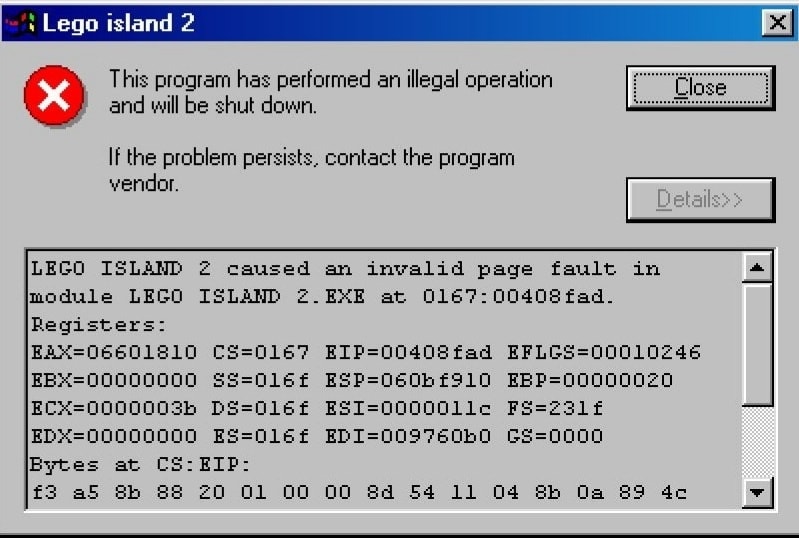 Lego island 2
This program has performed an illegal operation
and will be shut down.
If the problem persists, contact the program
vendor.
Close
Details>>
LEGO ISLAND 2 caused an invalid page fault in
module LEGO ISLAND 2.EXE at 0167:00408fad.
Registers:
EAX=06601810 CS=0167 EIP=00408fad EFLGS=00010246
EBX=00000000 SS=016f ESP=060bf910 EBP=00000020
ECX=0000003b DS=016f ESI=0000011c FS=231f
EDX=00000000 ES=016f EDI=009760b0 GS=0000
Bytes at CS:EIP:
f3 a5 8b 88 20 01 00 00 8d 54 11 04 8b 0a 89 4c